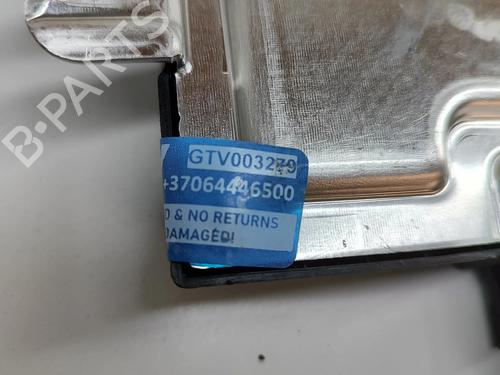 B-PARTS
GTV003279
+37064446500
& NO RETURNS
DAMAGED!